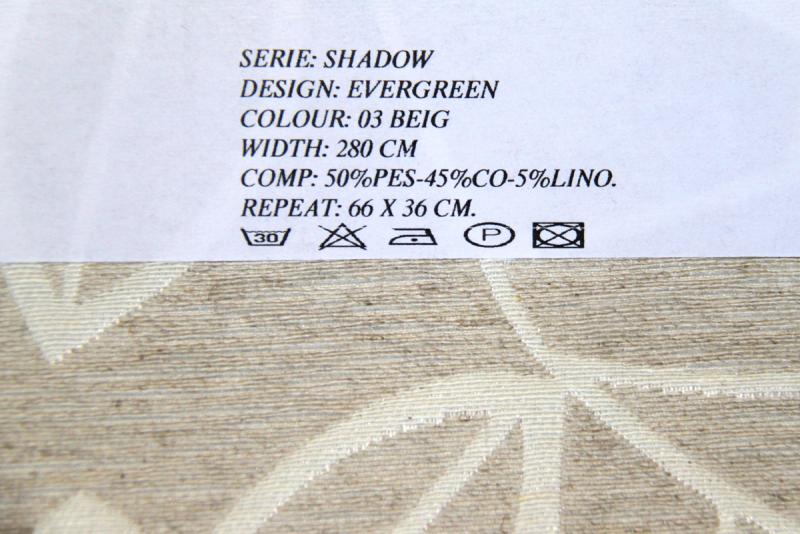 SERIE: SHADOW
DESIGN: EVERGREEN
COLOUR: 03 BEIG
WIDTH: 280 CM
COMP: 50%PES-45%CO-5%LINO.
REPEAT: 66 X 36 CM.
30 P